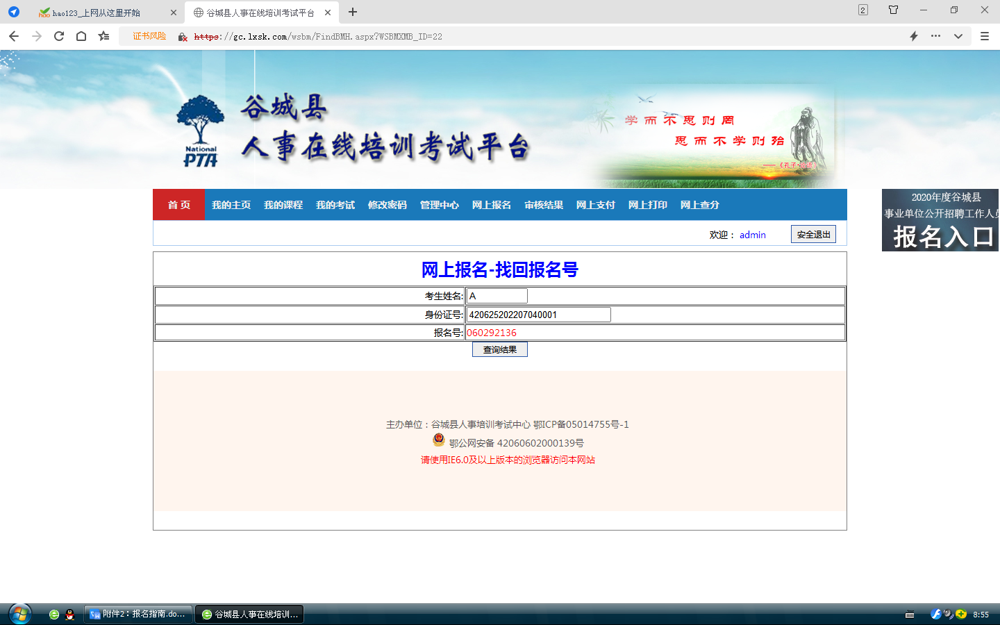 hao123_上网从这里开始
谷城县人事在线培训考试平台
2
证书风险
https://gc.lxsk.com/wsbm/FindBMH.aspx?WSBMXMB_ID=22
National
PTA
谷城县
人事在线培训考试平台
学而不思则罔
思而不学则殆
首 页 我的主页 我的课程 我的考试 修改密码 管理中心 网上报名 审核结果 网上支付 网上打印 网上查分
2020年度谷城县
事业单位公开招聘工作人员
报名入口
欢迎： admin 安全退出
网上报名-找回报名号
考生姓名: A
身份证号: 420625202207040001
报名号: 060292136
查询结果
主办单位：谷城县人事培训考试中心 鄂ICP备05014755号-1
鄂公网安备 42060602000139号
请使用IE6.0及以上版本的浏览器访问本网站
附件2：报名指南.do...
谷城县人事在线培训...
8:55